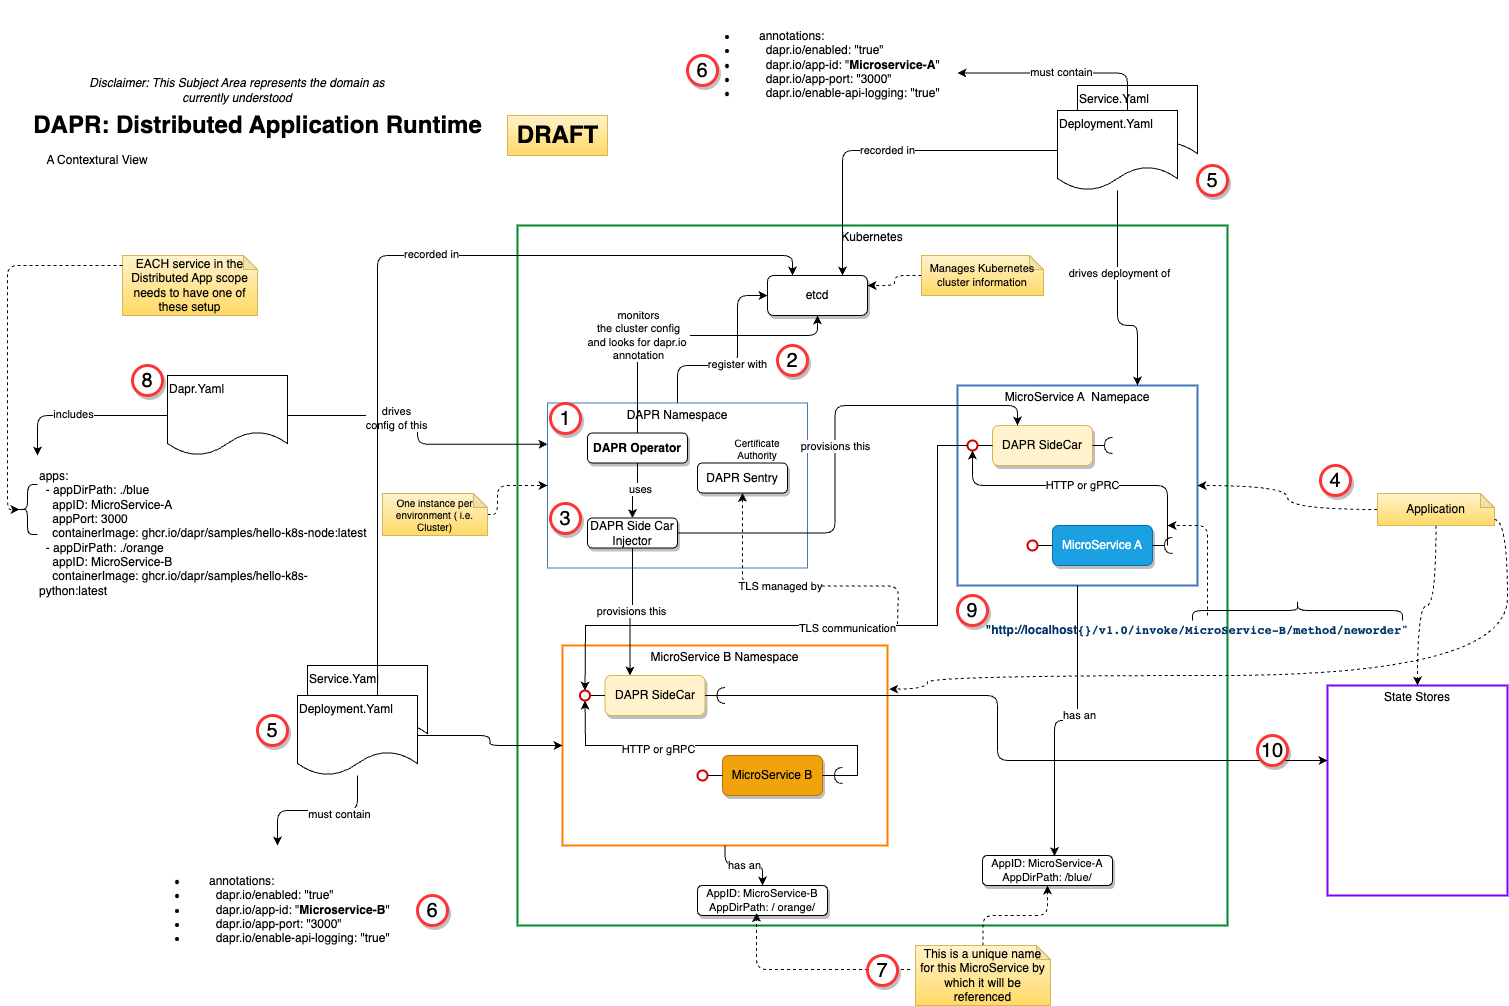 Disclaimer: This Subject Area represents the domain as
currently understood
DAPR: Distributed Application Runtime
DRAFT
A Contextural View
6
annotations:
dapr.io/enabled: "true"
dapr.io/app-id: "Microservice-A"
dapr.io/app-port: "3000"
dapr.io/enable-api-logging: "true"
must contain
Service.Yaml
Deployment.Yaml
recorded in
5
Kubernetes
recorded in
EACH service in the
Distributed App scope
needs to have one of
these setup
Manages Kubernetes
cluster information
drives deployment of
etcd
monitors
the cluster config
and looks for dapr.io
annotation
register with
2
8
Dapr.Yaml
includes
drives
config of this
1
DAPR Namespace
DAPR Operator
Certificate
Authority
DAPR Sentry
uses
3
DAPR Side Car
Injector
provisions this
MicroService A Namepace
DAPR SideCar
HTTP or gPRC
MicroService A
4
Application
apps:
- appDirPath: ./blue
appID: MicroService-A
appPort: 3000
containerImage: ghcr.io/dapr/samples/hello-k8s-node:latest
- appDirPath: ./orange
appID: MicroService-B
containerImage: ghcr.io/dapr/samples/hello-k8s-
python:latest
One instance per
environment ( i.e.
Cluster)
TLS managed by
provisions this
TLS communication
9
"http://localhost{}/v1.0/invoke/MicroService-B/method/neworder"
MicroService B Namespace
DAPR SideCar
HTTP or gRPC
MicroService B
Service.Yaml
Deployment.Yaml
5
must contain
has an
State Stores
10
has an
AppID: MicroService-A
AppDirPath: /blue/
AppID: MicroService-B
AppDirPath: / orange/
annotations:
dapr.io/enabled: "true"
dapr.io/app-id: "Microservice-B"
dapr.io/app-port: "3000"
dapr.io/enable-api-logging: "true"
6
7
This is a unique name
for this MicroService by
which it will be
referenced